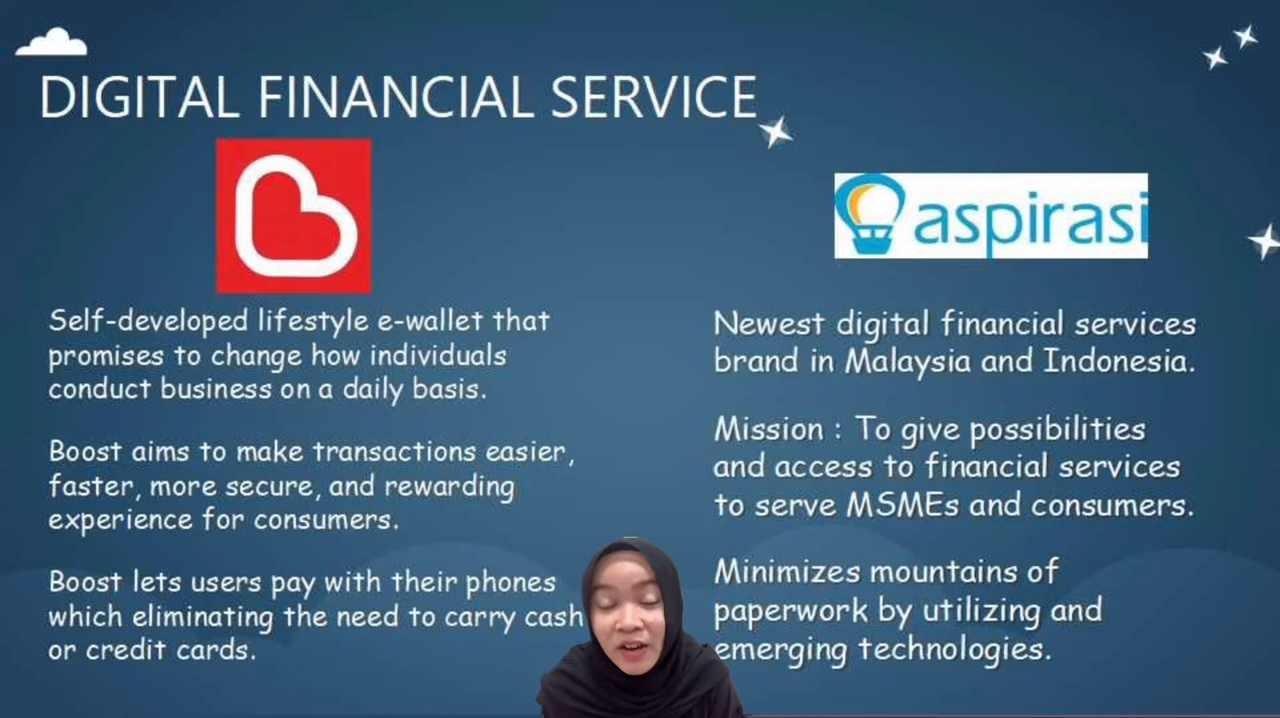 DIGITAL FINANCIAL SERVICE
Self-developed lifestyle e-wallet that
promises to change how individuals
conduct business on a daily basis.
Boost aims to make transactions easier,
faster, more secure, and rewarding
experience for consumers.
Boost lets users pay with their phones
which eliminating the need to carry cash
or credit cards.
aspirasi
Newest digital financial services
brand in Malaysia and Indonesia.
Mission : To give possibilities
and access to financial services
to serve MSMEs and consumers.
Minimizes mountains of
paperwork by utilizing and
emerging technologies.